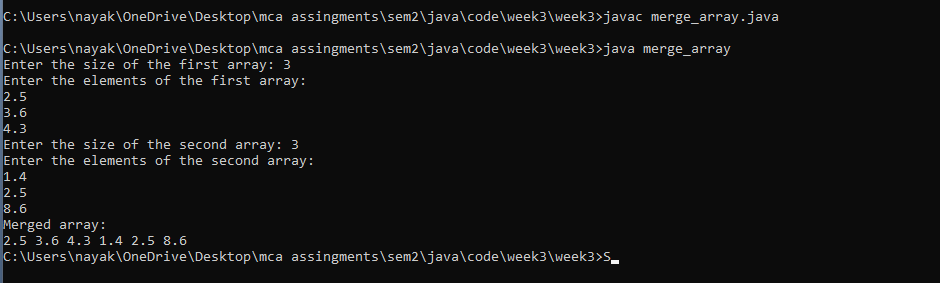 C:\Users\nayak\OneDrive\Desktop\mca assingments\sem2\java\code\week3\week3>javac merge_array.java
C:\Users\nayak\OneDrive\Desktop\mca assingments\sem2\java\code\week3\week3>java merge_array
Enter the size of the first array: 3
Enter the elements of the first array:
2.5
3.6
4.3
Enter the size of the second array: 3
Enter the elements of the second array:
1.4
2.5
8.6
Merged array:
2.5 3.6 4.3 1.4 2.5 8.6
C:\Users\nayak\OneDrive\Desktop\mca assingments\sem2\java\code\week3\week3>S